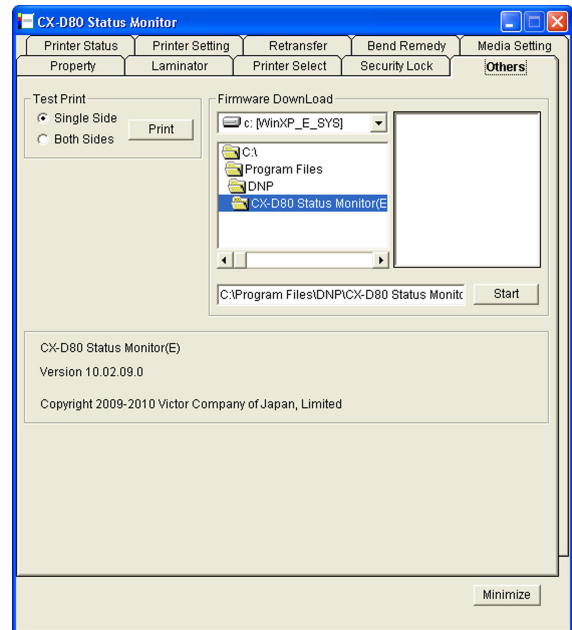 CX-D80 Status Monitor
Printer Status Printer Setting Retransfer Bend Remedy Media Setting
Property Laminator Printer Select Security Lock Others
Test Print
Single Side
Both Sides
Print
Firmware DownLoad
c: [WinXP_E_SYS]
C:\
Program Files
DNP
CX-D80 Status Monitor(E
C:\Program Files\DNP\CX-D80 Status Monitc
Start
CX-D80 Status Monitor(E)
Version 10.02.09.0
Copyright 2009-2010 Victor Company of Japan, Limited
Minimize